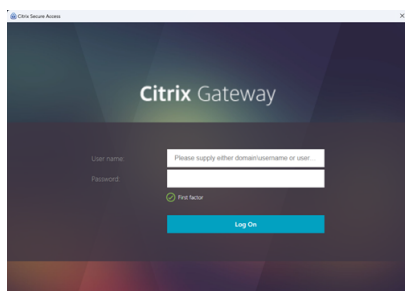 Citrix Secure Access
Citrix Gateway
User name:
Please supply either domain\username or user...
Password:
First factor
Log On